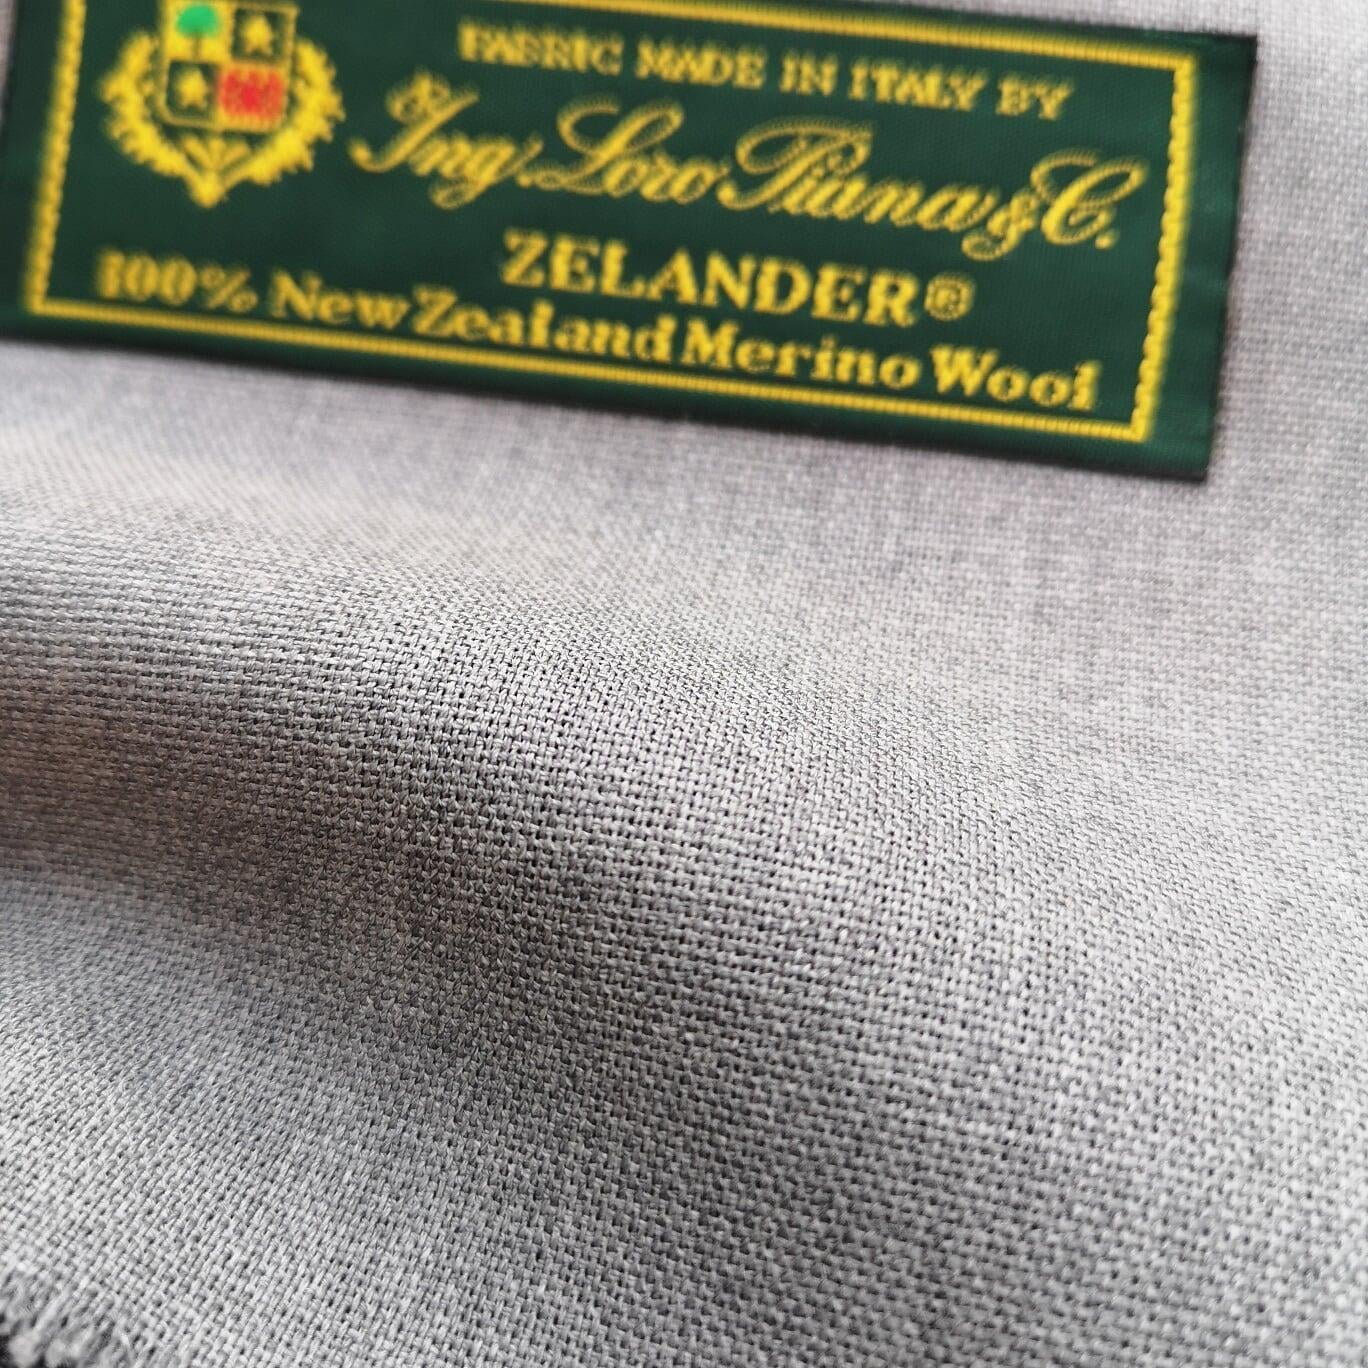 FABRIC MADE IN ITALY BY
Ing. Loro Piana & C.
ZELANDER®
100% New Zealand Merino Wool